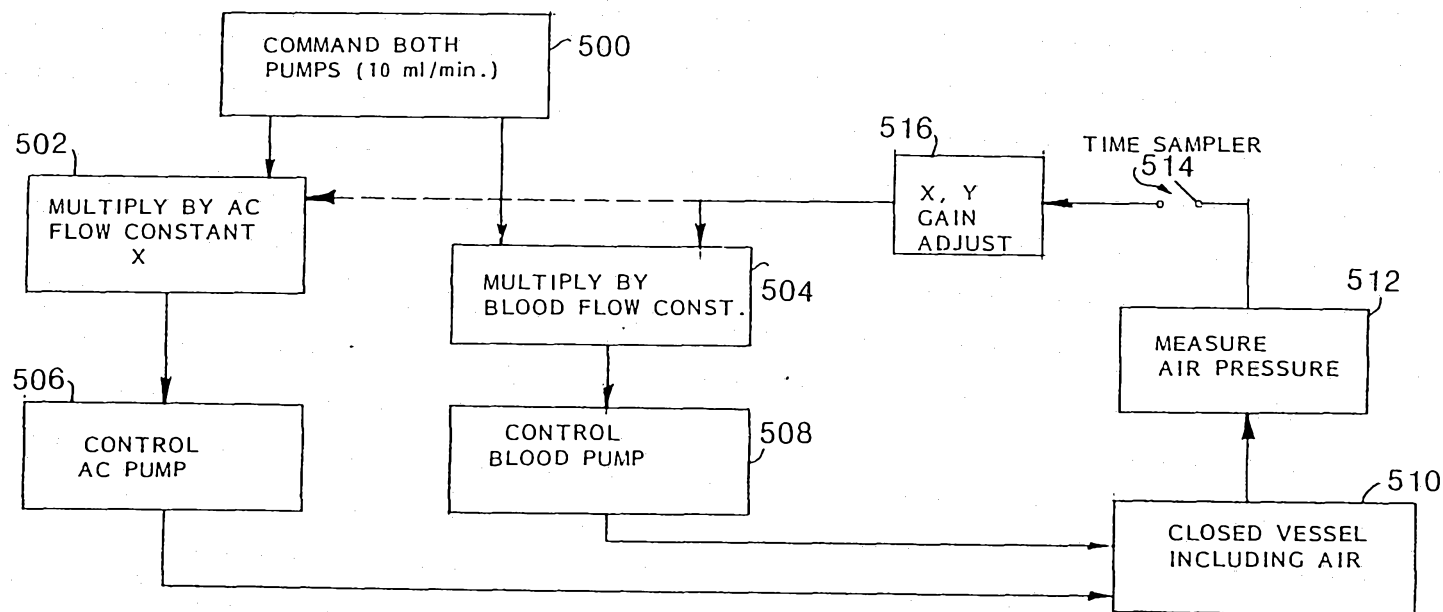 COMMAND BOTH
PUMPS (10 ml/min.)
500
502
MULTIPLY BY AC
FLOW CONSTANT
X
516
X, Y
GAIN
ADJUST
TIME SAMPLER
514
MULTIPLY BY
BLOOD FLOW CONST.
504
512
MEASURE
AIR PRESSURE
506
CONTROL
AC PUMP
CONTROL
BLOOD PUMP
508
510
CLOSED VESSEL
INCLUDING AIR